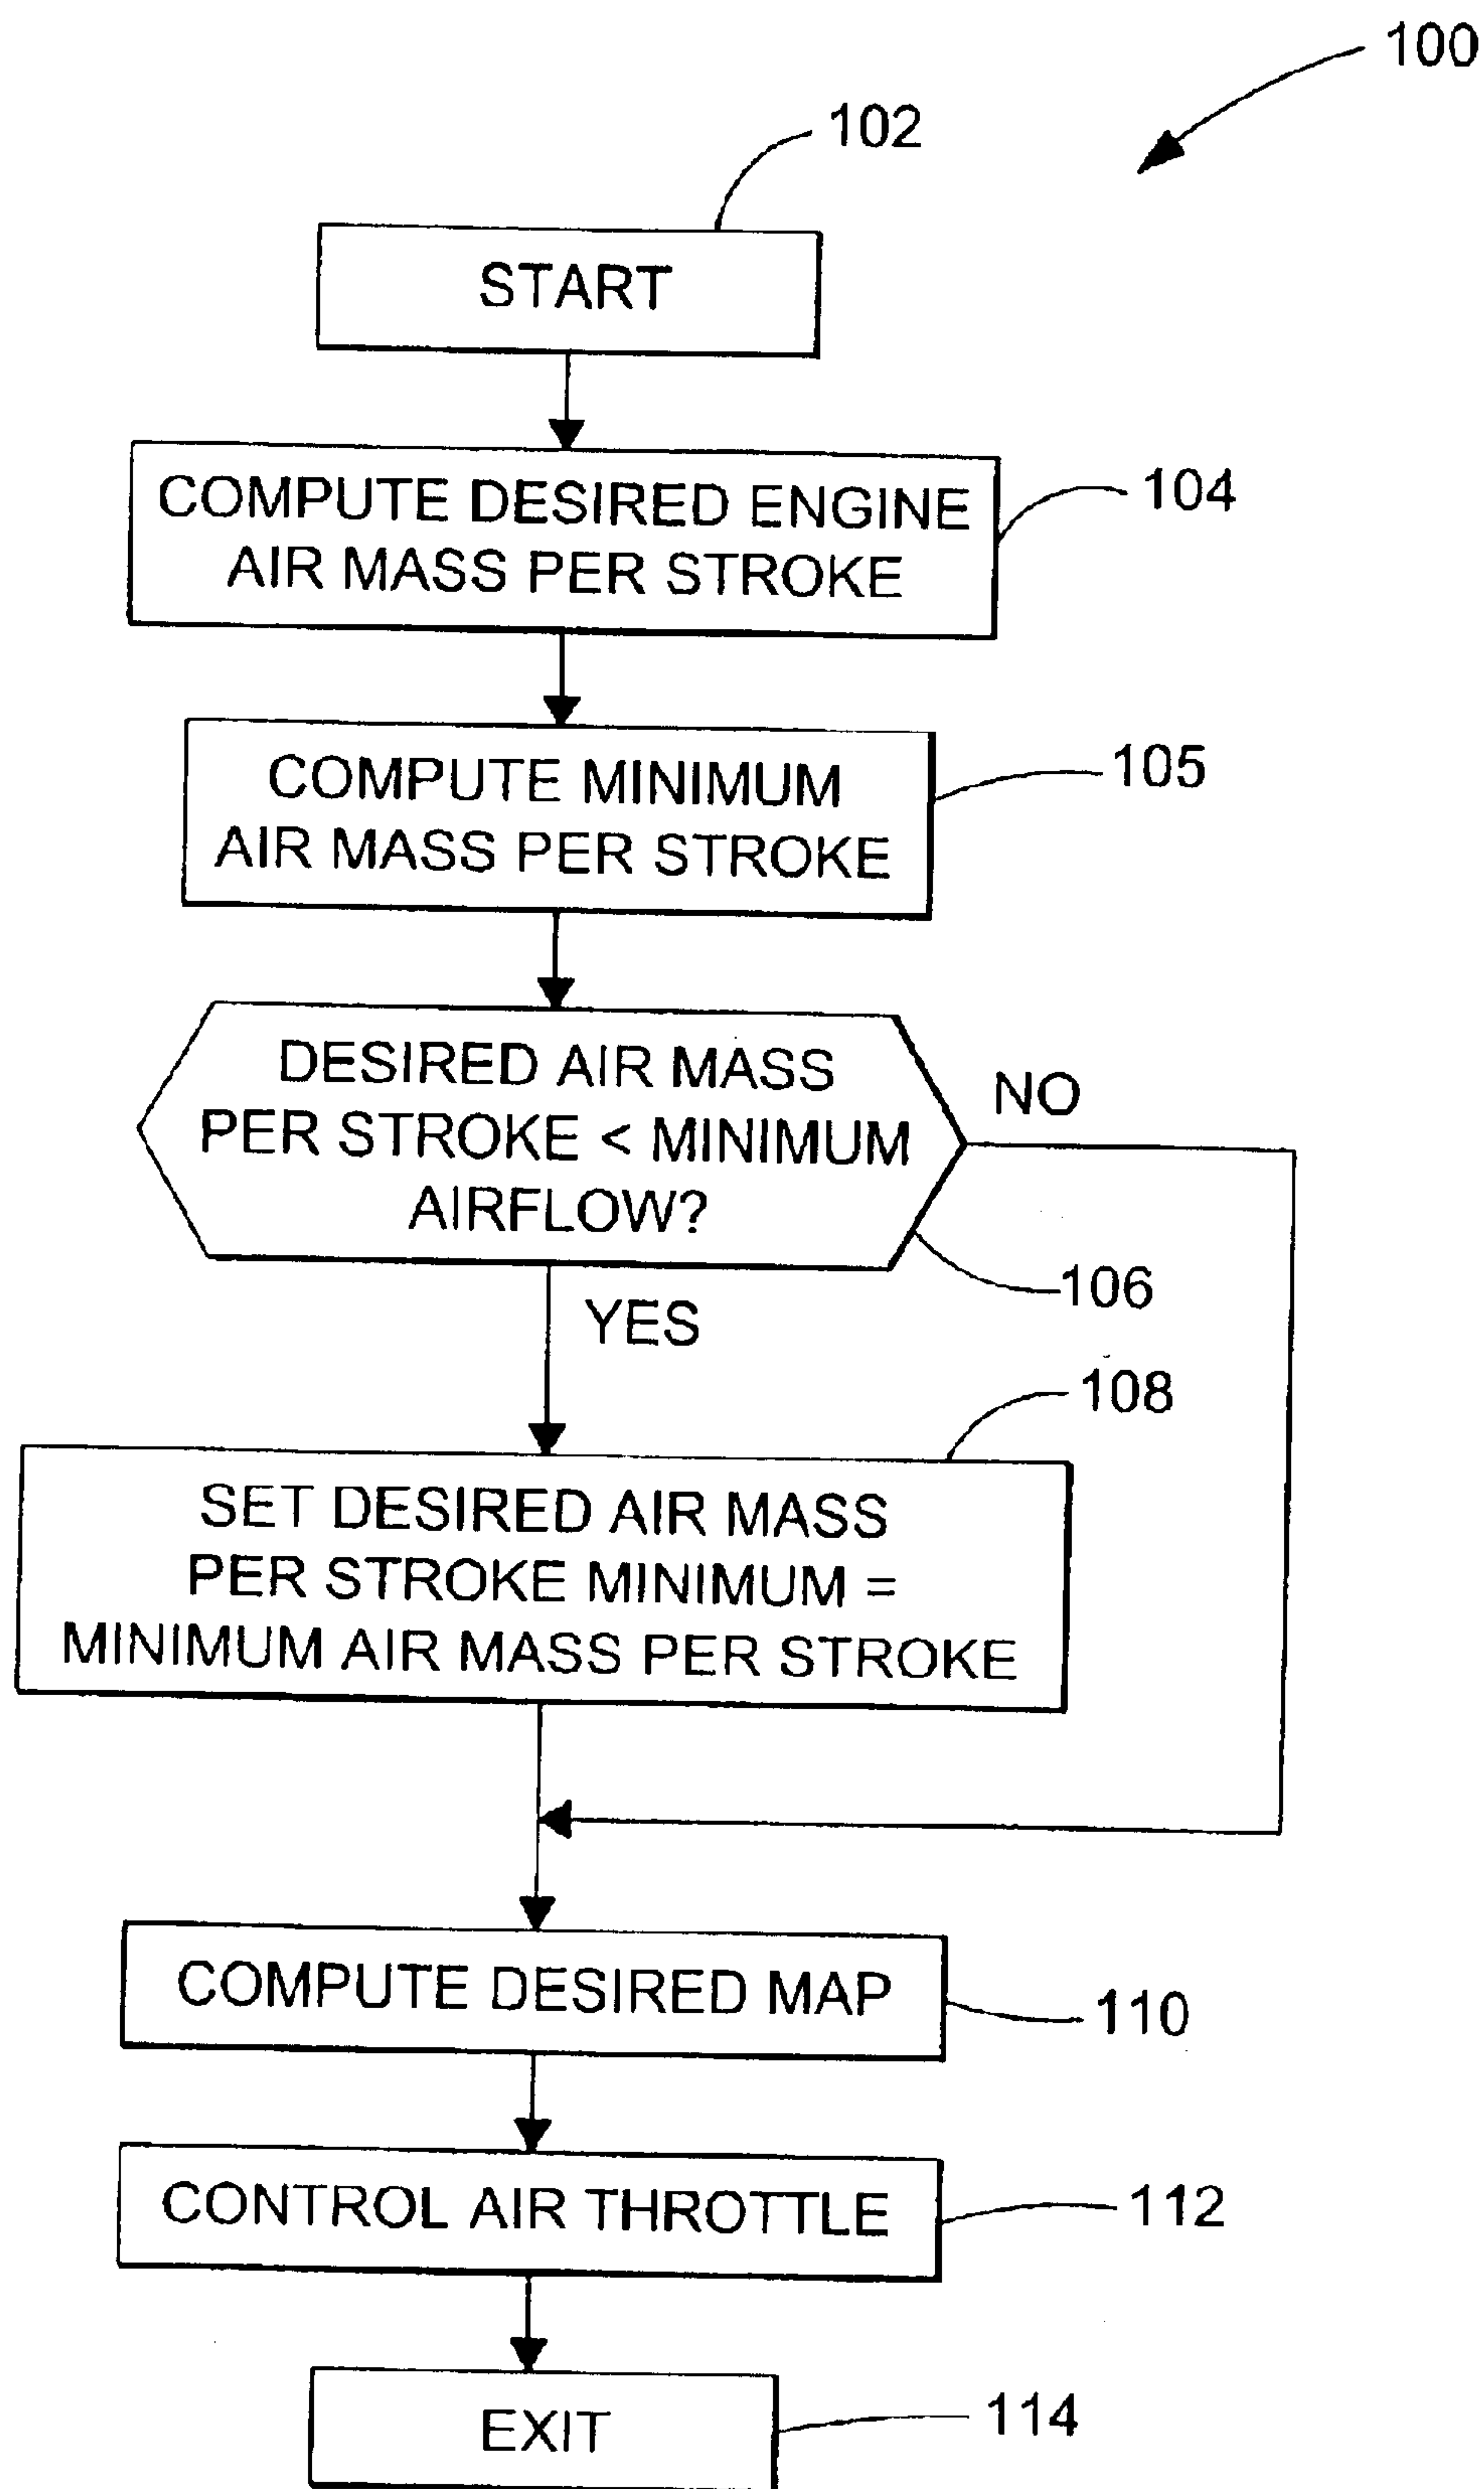 100
102
START
COMPUTE DESIRED ENGINE
AIR MASS PER STROKE
104
COMPUTE MINIMUM
AIR MASS PER STROKE
105
DESIRED AIR MASS
PER STROKE < MINIMUM
AIRFLOW?
NO
106
YES
108
SET DESIRED AIR MASS
PER STROKE MINIMUM =
MINIMUM AIR MASS PER STROKE
COMPUTE DESIRED MAP
110
CONTROL AIR THROTTLE
112
EXIT
114